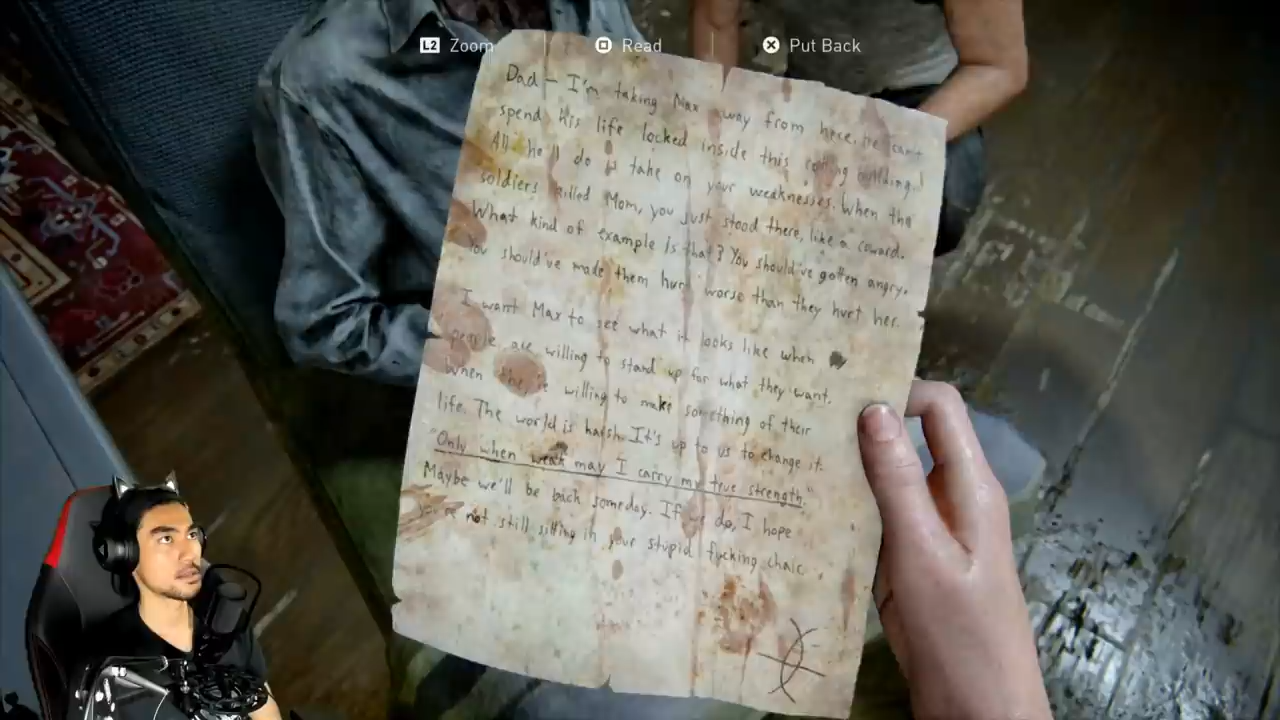 L2 Zoom
Read
Put Back
Dad - I'm taking Max away from here, he can't
spend his life locked inside this rotting building!
All he'll do is take on your weaknesses. When the
soldiers killed Mom, you just stood there, like a coward.
What kind of example is that? You should've gotten angry.
You should've made them hurt worse than they hurt her.
I want Max to see what it looks like when
people are willing to stand up for what they want.
When they're willing to make something of their
life. The world is harsh. It's up to us to change it.
"Only when weak may I carry my true strength."
Maybe we'll be back someday. If we do, I hope
you're not still sitting in your stupid fucking chair.